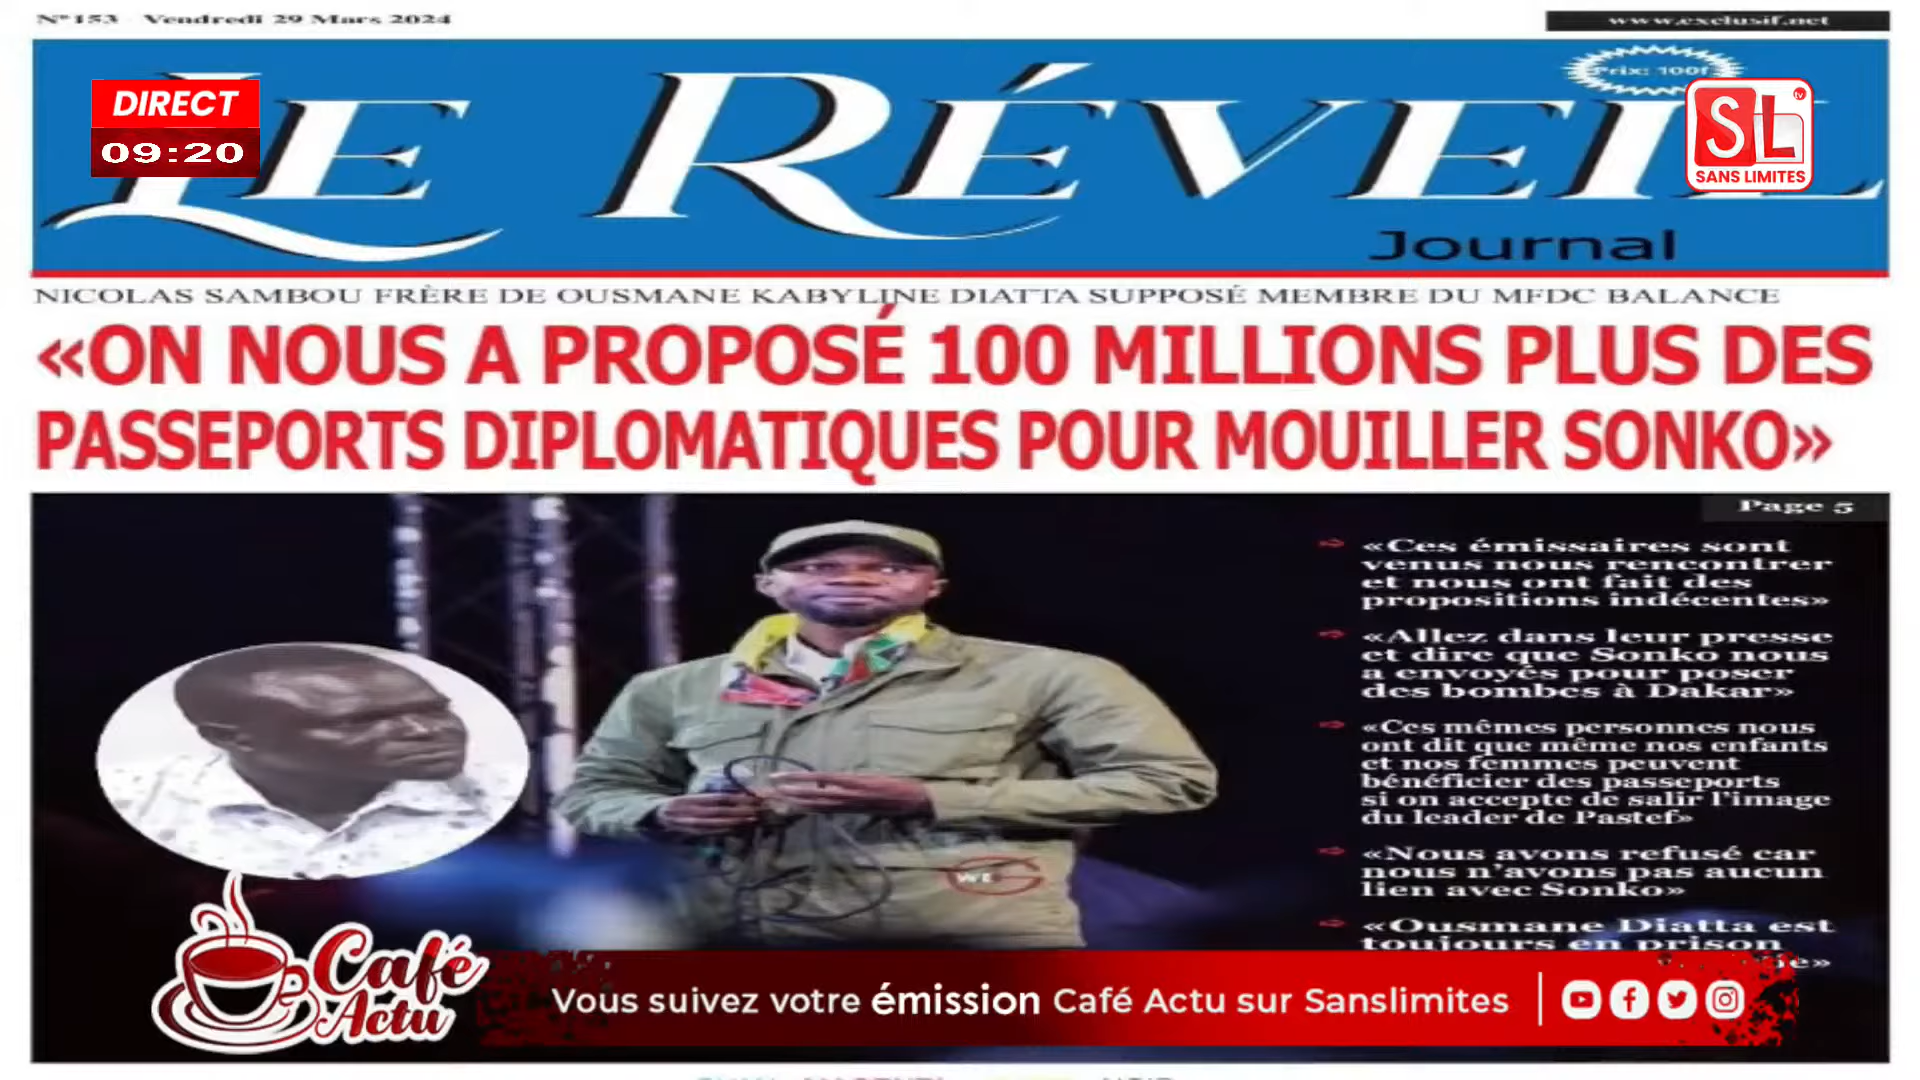 N°153 - Vendredi 29 Mars 2024
www.exclusif.net
Prix: 100f
DIRECT
09:20
LE RÉVEIL
Journal
SL tv
SANS LIMITES
NICOLAS SAMBOU FRÈRE DE OUSMANE KABYLINE DIATTA SUPPOSÉ MEMBRE DU MFDC BALANCE
«ON NOUS A PROPOSÉ 100 MILLIONS PLUS DES
PASSEPORTS DIPLOMATIQUES POUR MOUILLER SONKO»
Page 5
«Ces émissaires sont
venus nous rencontrer
et nous ont fait des
propositions indécentes»
«Allez dans leur presse
et dire que Sonko nous
a envoyés pour poser
des bombes à Dakar»
«Ces mêmes personnes nous
ont dit que même nos enfants
et nos femmes peuvent
bénéficier des passeports
si on accepte de salir l'image
du leader de Pastef»
«Nous avons refusé car
nous n'avons pas aucun
lien avec Sonko»
«Ousmane Diatta est
toujours en prison
WE
Café
Actu
Vous suivez votre émission Café Actu sur Sanslimites